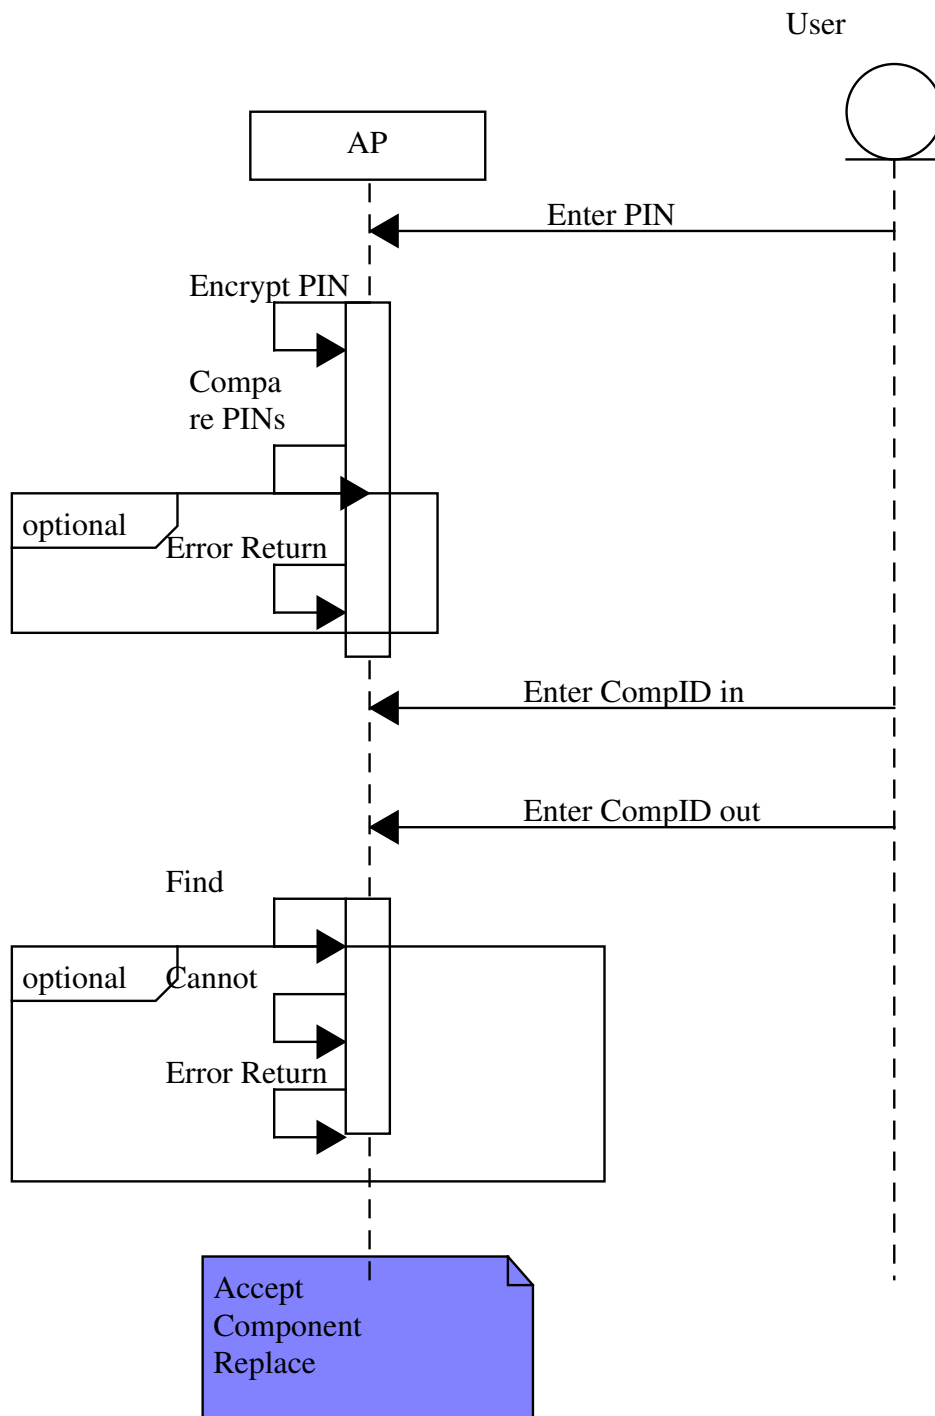 User
AP
Enter PIN
Encrypt PIN
Compa
re PINs
optional
Error Return
Enter CompID in
Enter CompID out
Find
optional
Cannot
Error Return
Accept
Component
Replace